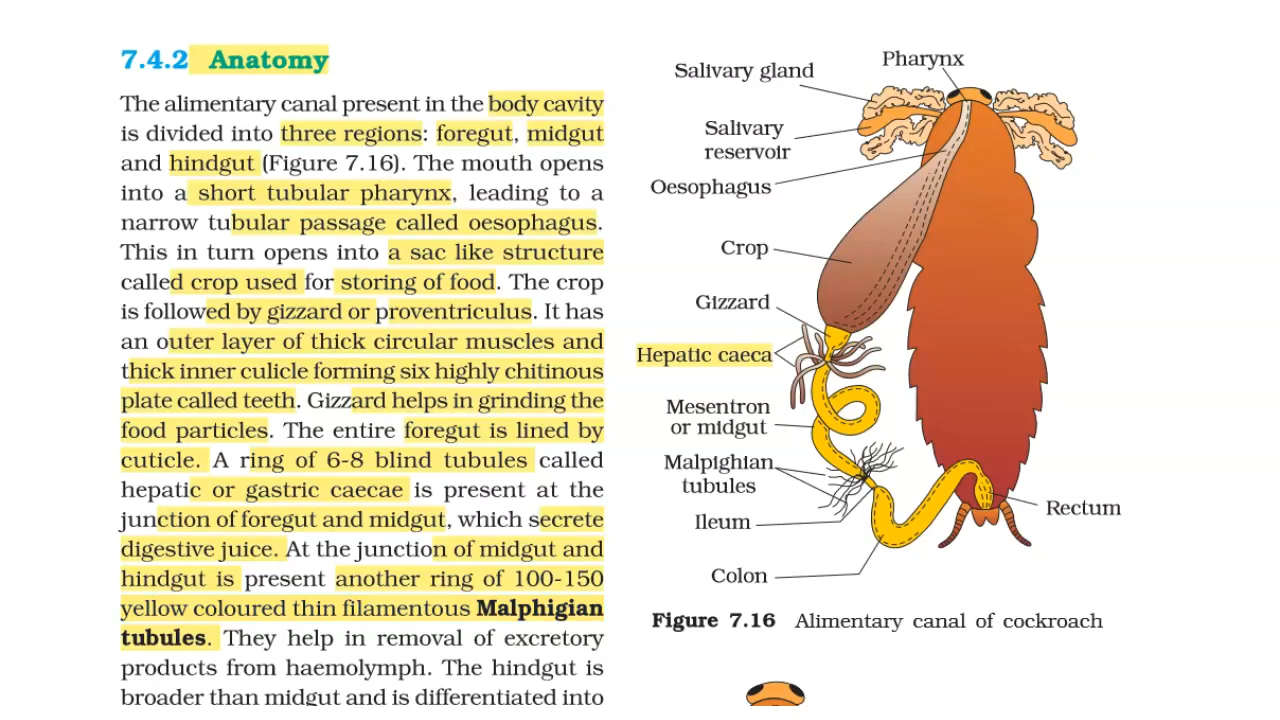 7.4.2 Anatomy
The alimentary canal present in the body cavity
is divided into three regions: foregut, midgut
and hindgut (Figure 7.16). The mouth opens
into a short tubular pharynx, leading to a
narrow tubular passage called oesophagus.
This in turn opens into a sac like structure
called crop used for storing of food. The crop
is followed by gizzard or proventriculus. It has
an outer layer of thick circular muscles and
thick inner culicle forming six highly chitinous
plate called teeth. Gizzard helps in grinding the
food particles. The entire foregut is lined by
cuticle. A ring of 6-8 blind tubules called
hepatic or gastric caecae is present at the
junction of foregut and midgut, which secrete
digestive juice. At the junction of midgut and
hindgut is present another ring of 100-150
yellow coloured thin filamentous Malphigian
tubules. They help in removal of excretory
products from haemolymph. The hindgut is
broader than midgut and is differentiated into
Pharynx
Salivary gland
Salivary
reservoir
Oesophagus
Crop
Gizzard
Hepatic caeca
Mesentron
or midgut
Malpighian
tubules
Ileum
Rectum
Colon
Figure 7.16 Alimentary canal of cockroach